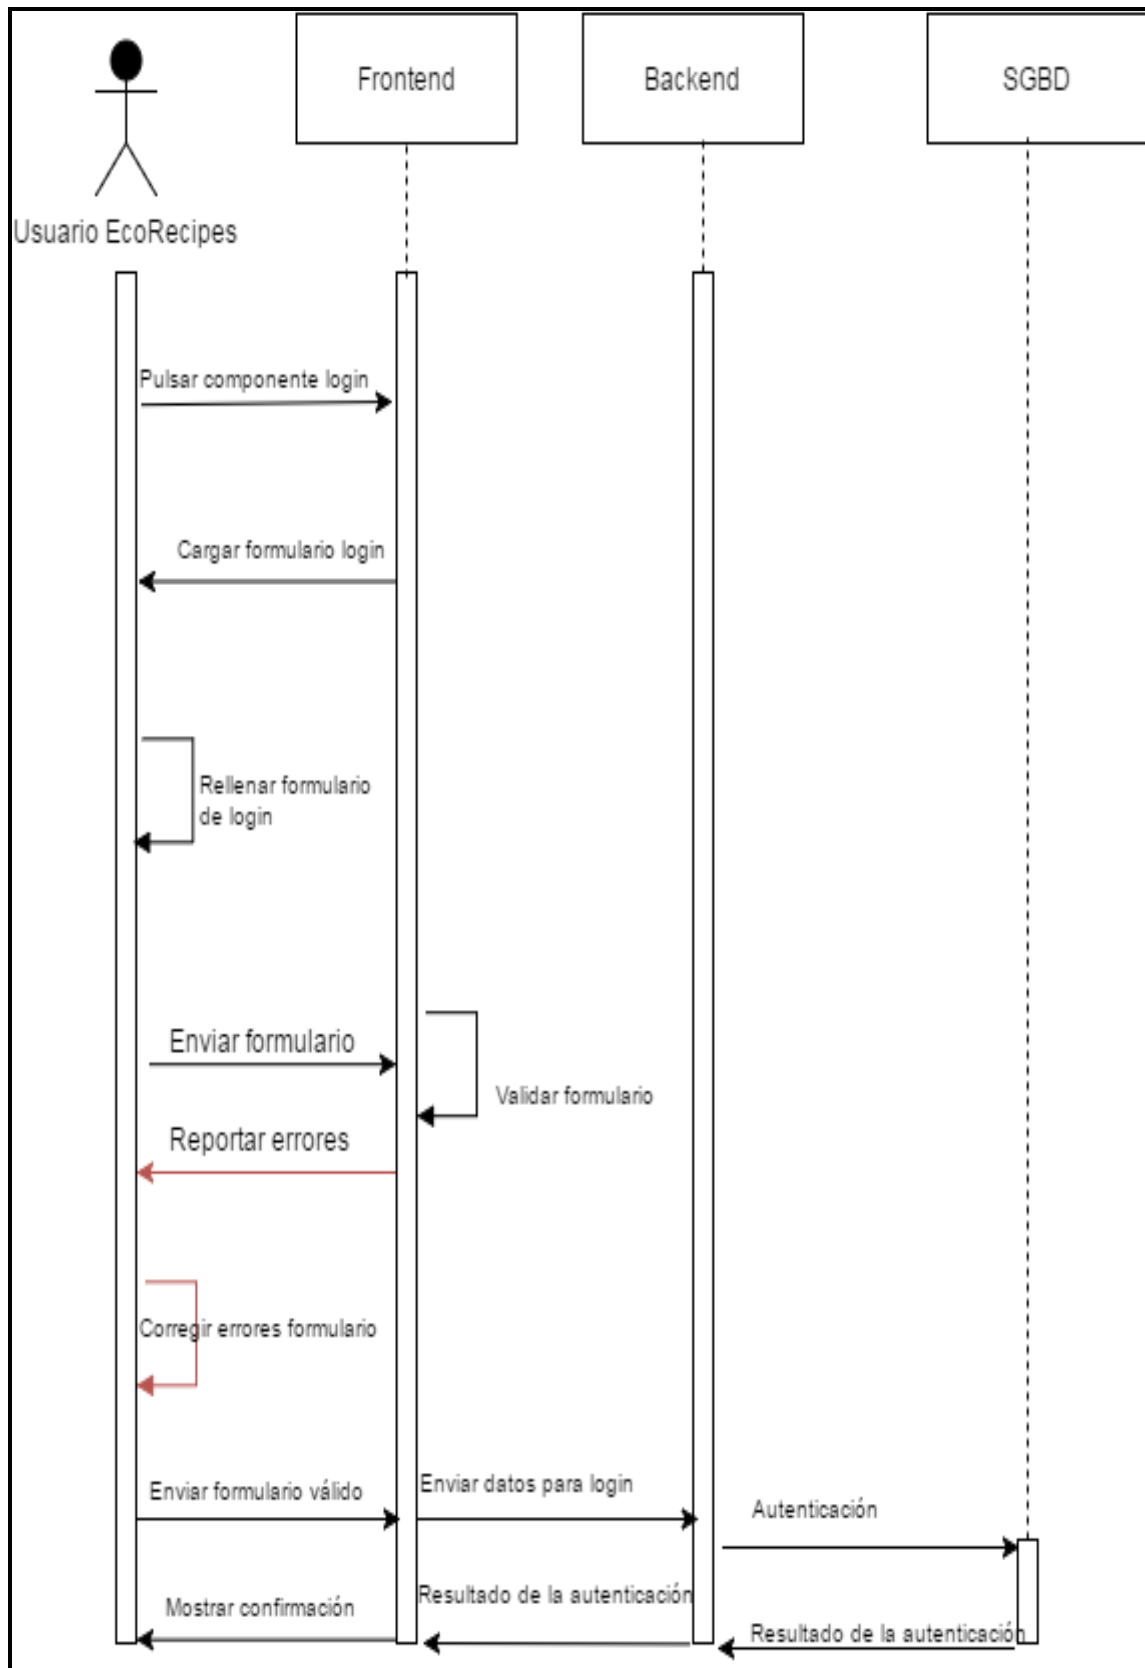 Frontend
Backend
SGBD
Usuario EcoRecipes
Pulsar componente login
Cargar formulario login
Rellenar formulario
de login
Enviar formulario
Validar formulario
Reportar errores
Corregir errores formulario
Enviar formulario válido
Enviar datos para login
Autenticación
Mostrar confirmación
Resultado de la autenticación
Resultado de la autenticación